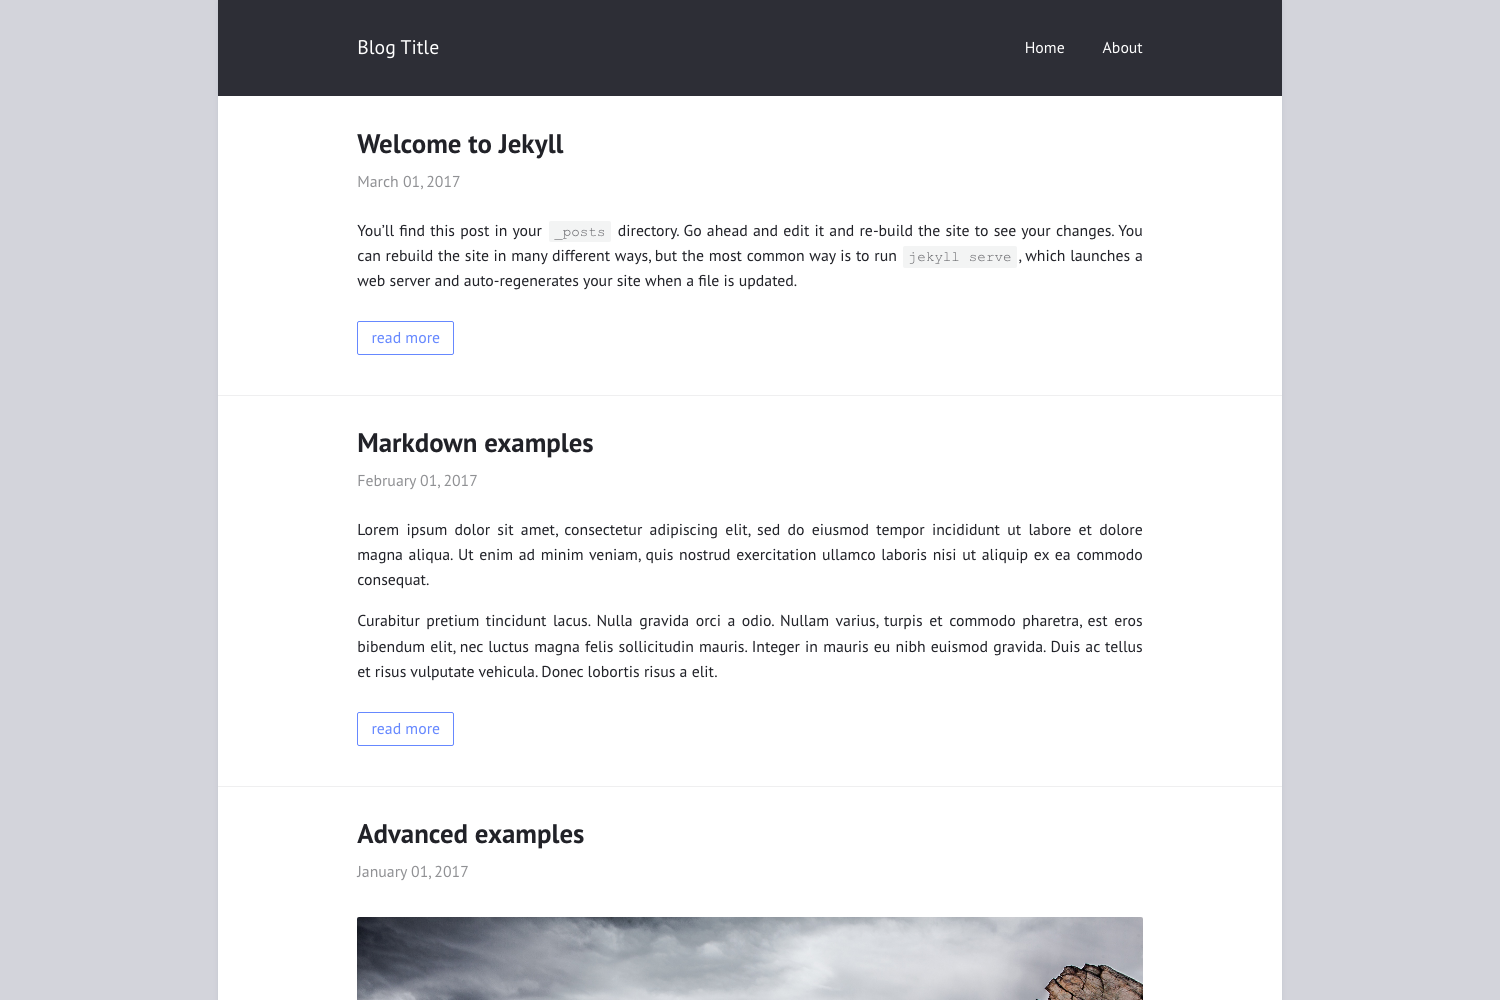 Blog Title
Home
About
Welcome to Jekyll
March 01, 2017
You'll find this post in your _posts directory. Go ahead and edit it and re-build the site to see your changes. You
can rebuild the site in many different ways, but the most common way is to run jekyll serve, which launches a
web server and auto-regenerates your site when a file is updated.
read more
Markdown examples
February 01, 2017
Lorem ipsum dolor sit amet, consectetur adipiscing elit, sed do eiusmod tempor incididunt ut labore et dolore
magna aliqua. Ut enim ad minim veniam, quis nostrud exercitation ullamco laboris nisi ut aliquip ex ea commodo
consequat.
Curabitur pretium tincidunt lacus. Nulla gravida orci a odio. Nullam varius, turpis et commodo pharetra, est eros
bibendum elit, nec luctus magna felis sollicitudin mauris. Integer in mauris eu nibh euismod gravida. Duis ac tellus
et risus vulputate vehicula. Donec lobortis risus a elit.
read more
Advanced examples
January 01, 2017